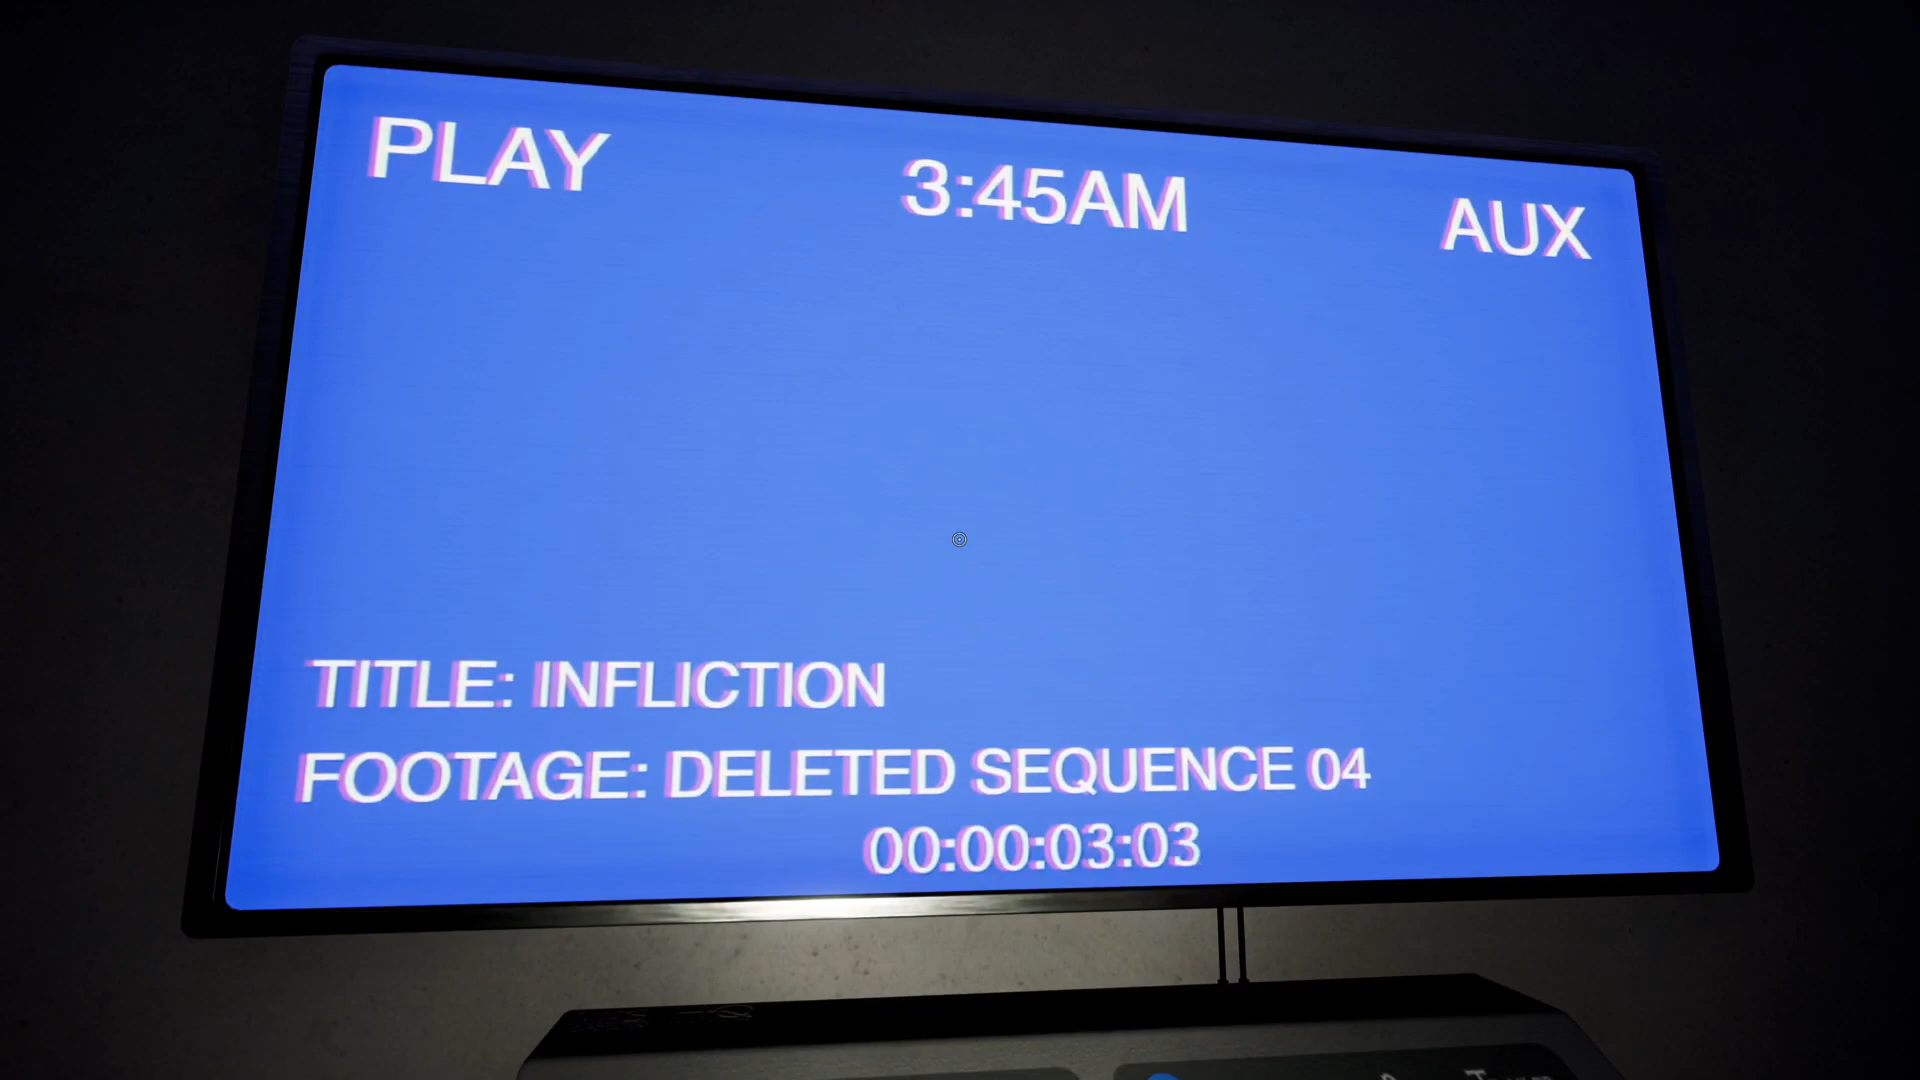 PLAY
3:45AM
AUX
TITLE: INFLICTION
FOOTAGE: DELETED SEQUENCE 04
00:00:03:03